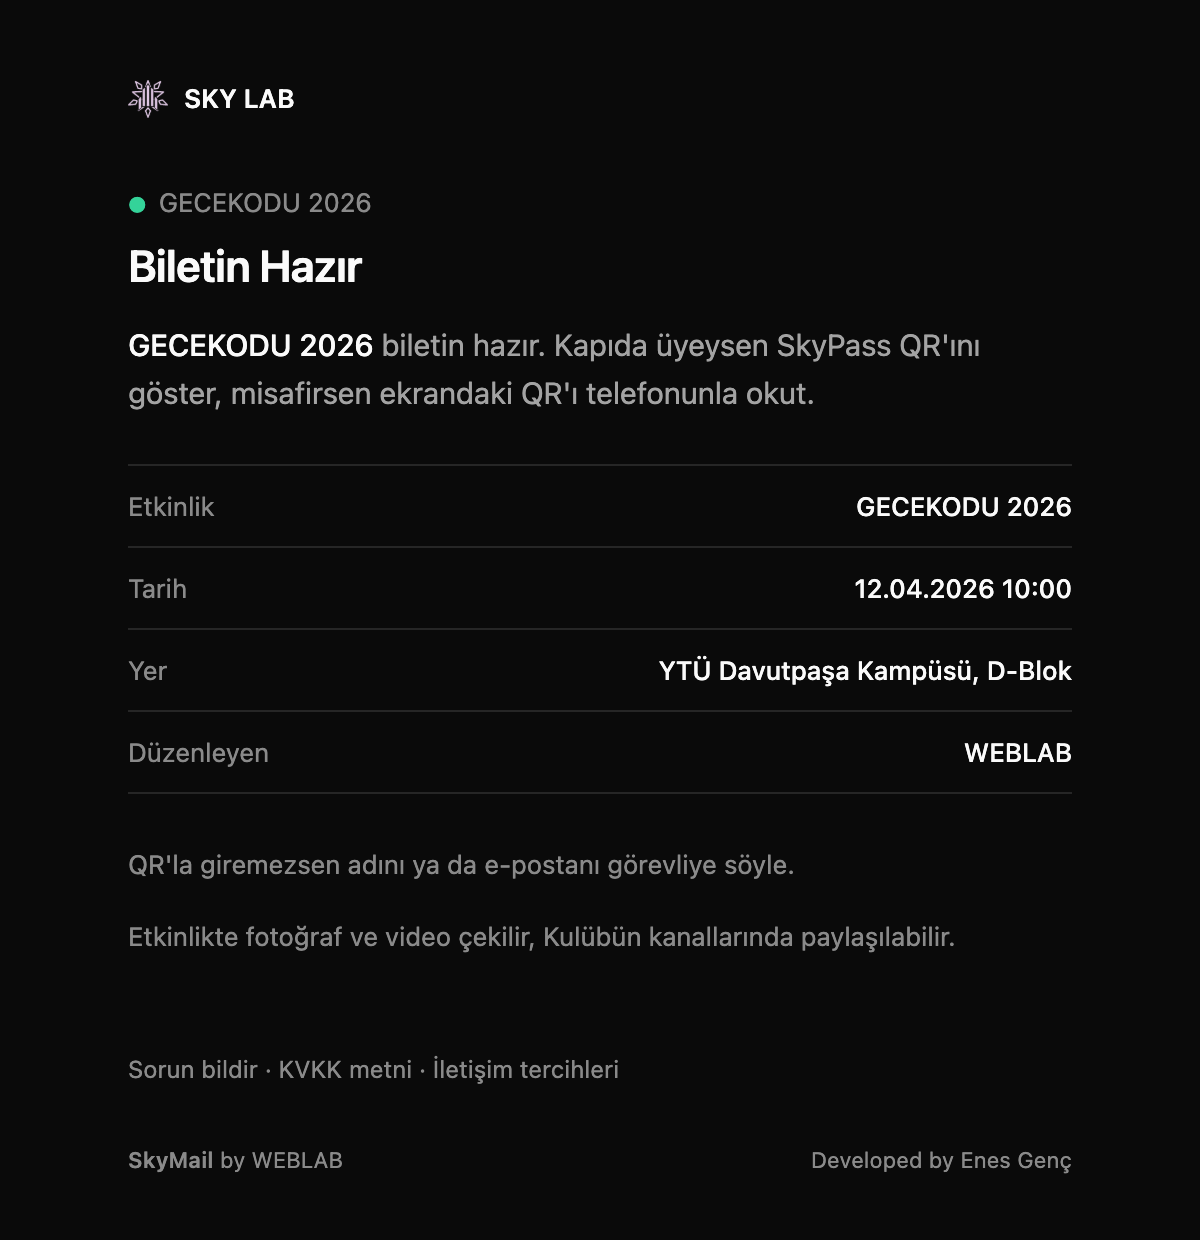 SKY LAB
GECEKODU 2026
Biletin Hazır
GECEKODU 2026 biletin hazır. Kapıda üyeysen SkyPass QR'ını
göster, misafirsen ekrandaki QR'ı telefonunla okut.
Etkinlik GECEKODU 2026
Tarih 12.04.2026 10:00
Yer YTÜ Davutpaşa Kampüsü, D-Blok
Düzenleyen WEBLAB
QR'la giremezsen adını ya da e-postanı görevliye söyle.
Etkinlikte fotoğraf ve video çekilir, Kulübün kanallarında paylaşılabilir.
Sorun bildir · KVKK metni · İletişim tercihleri
SkyMail by WEBLAB Developed by Enes Genç